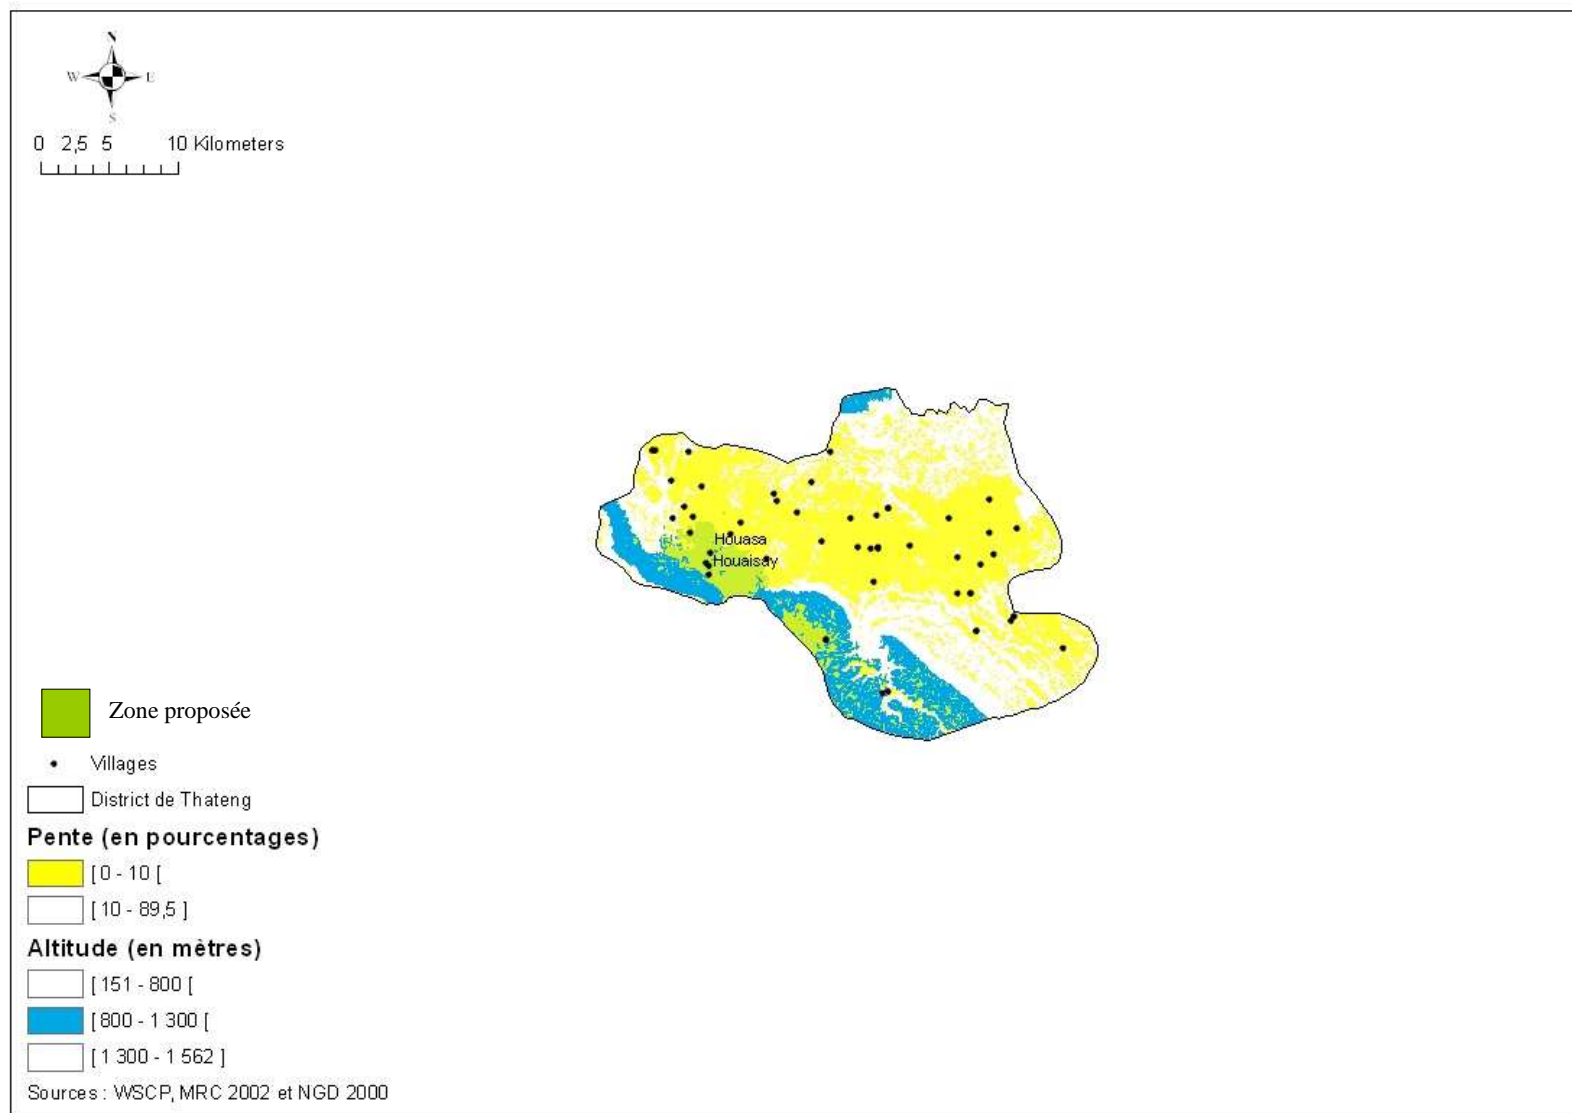 N
W E
S
0 2,5 5 10 Kilometers
Houasa
Houaisay
Zone proposée
Villages
District de Thateng
Pente (en pourcentages)
[ 0 - 10 [
[ 10 - 89,5 ]
Altitude (en mètres)
[ 151 - 800 [
[ 800 - 1 300 [
[ 1 300 - 1 562 ]
Sources : WSCP, MRC 2002 et NGD 2000